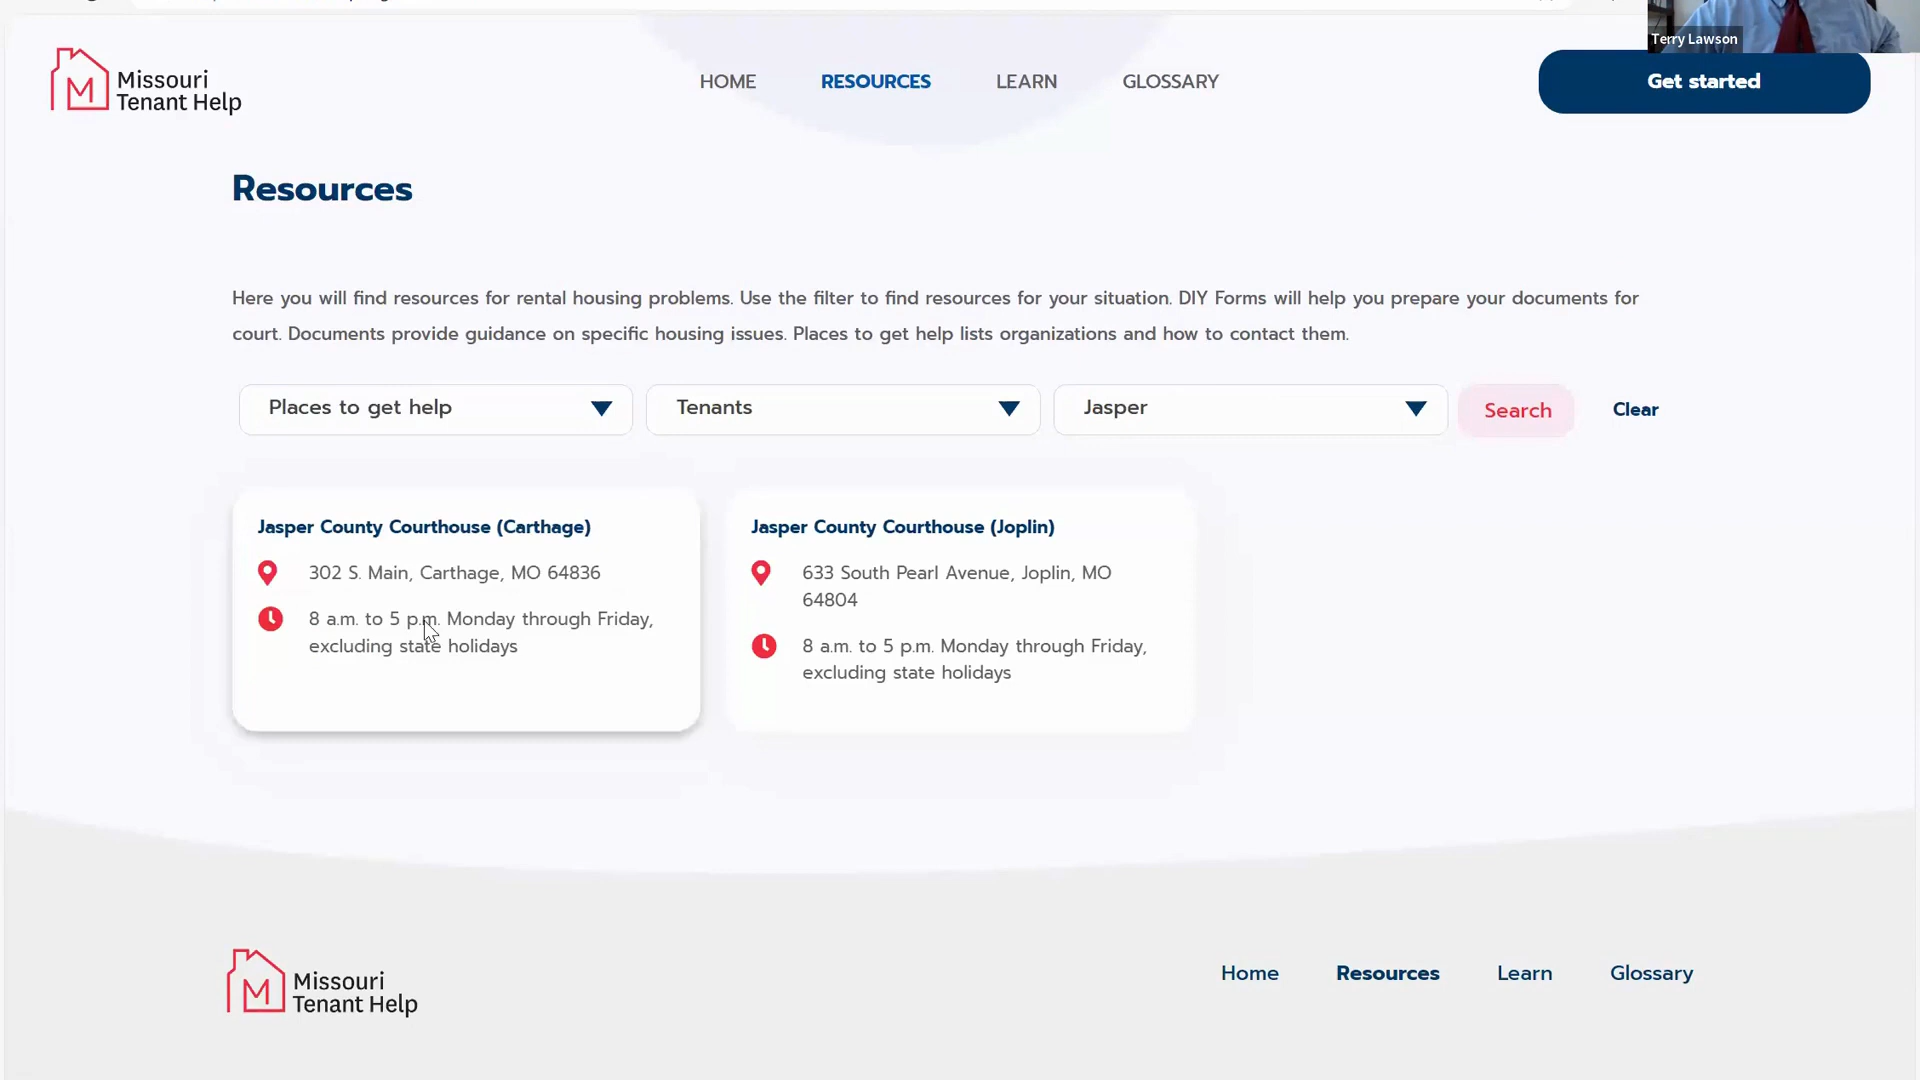 Terry Lawson
Missouri
Tenant Help
HOME
RESOURCES
LEARN
GLOSSARY
Get started
Resources
Here you will find resources for rental housing problems. Use the filter to find resources for your situation. DIY Forms will help you prepare your documents for
court. Documents provide guidance on specific housing issues. Places to get help lists organizations and how to contact them.
Places to get help
Tenants
Jasper
Search
Clear
Jasper County Courthouse (Carthage)
302 S. Main, Carthage, MO 64836
8 a.m. to 5 p.m. Monday through Friday,
excluding state holidays
Jasper County Courthouse (Joplin)
633 South Pearl Avenue, Joplin, MO
64804
8 a.m. to 5 p.m. Monday through Friday,
excluding state holidays
Missouri
Tenant Help
Home
Resources
Learn
Glossary